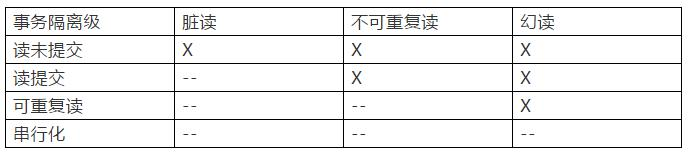 事务隔离级 脏读 不可重复读 幻读
读未提交 X X X
读提交 -- X X
可重复读 -- -- X
串行化 -- -- --